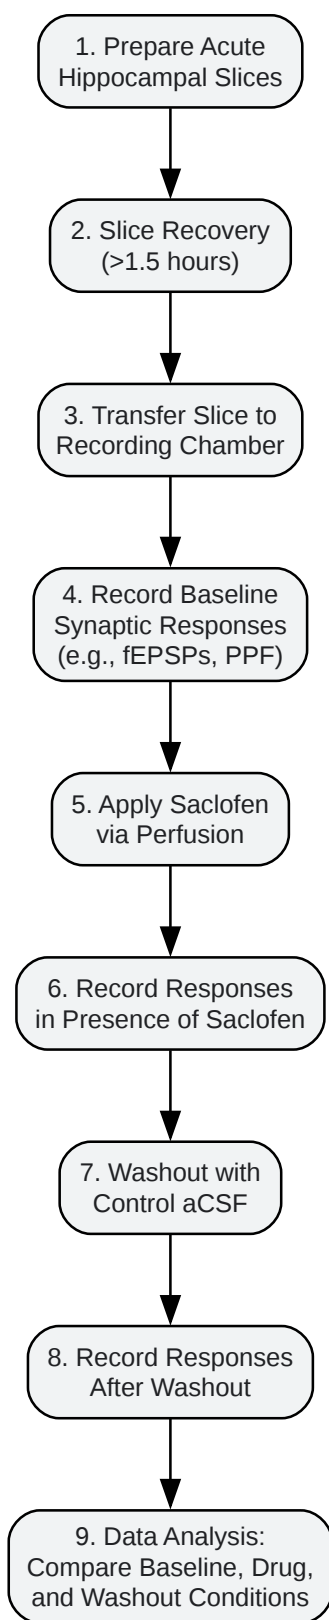 1. Prepare Acute
Hippocampal Slices
2. Slice Recovery
(>1.5 hours)
3. Transfer Slice to
Recording Chamber
4. Record Baseline
Synaptic Responses
(e.g., fEPSPs, PPF)
5. Apply Saclofen
via Perfusion
6. Record Responses
in Presence of Saclofen
7. Washout with
Control aCSF
8. Record Responses
After Washout
9. Data Analysis:
Compare Baseline, Drug,
and Washout Conditions